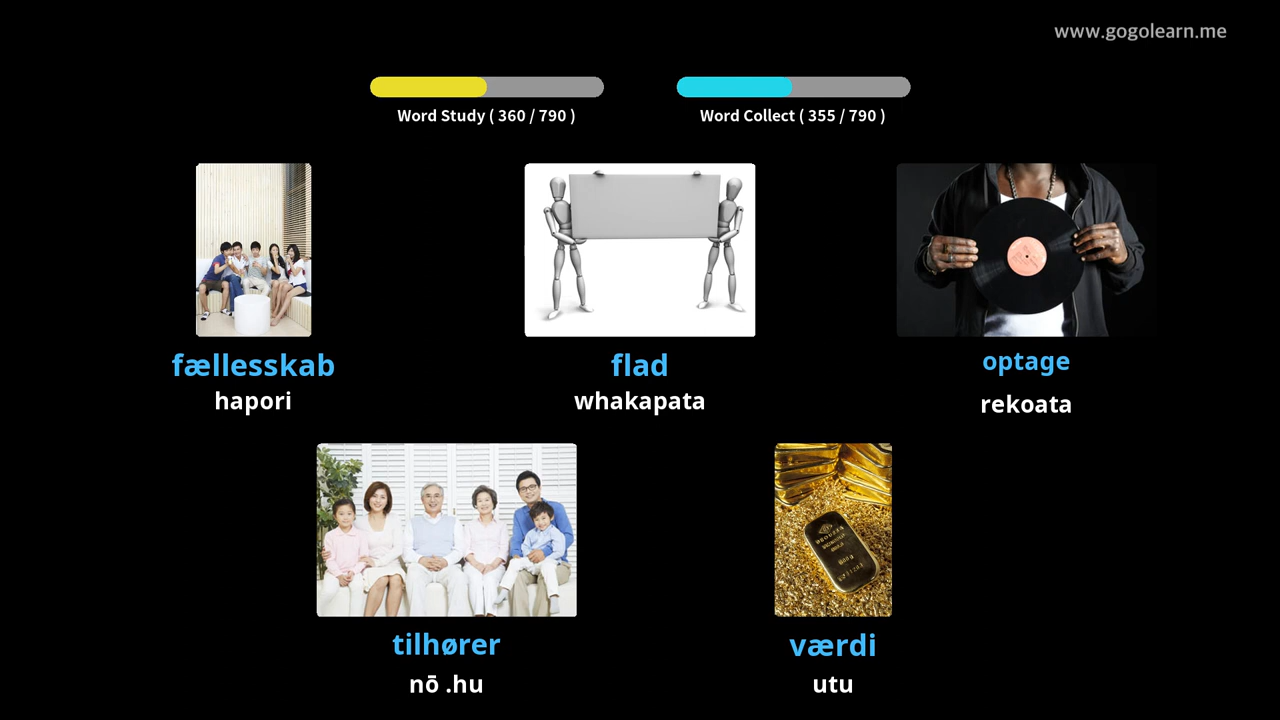 www.gogolearn.me
Word Study ( 360 / 790 )
Word Collect ( 355 / 790 )
fællesskab
hapori
flad
whakapata
optage
rekoata
tilhører
nō .hu
værdi
utu